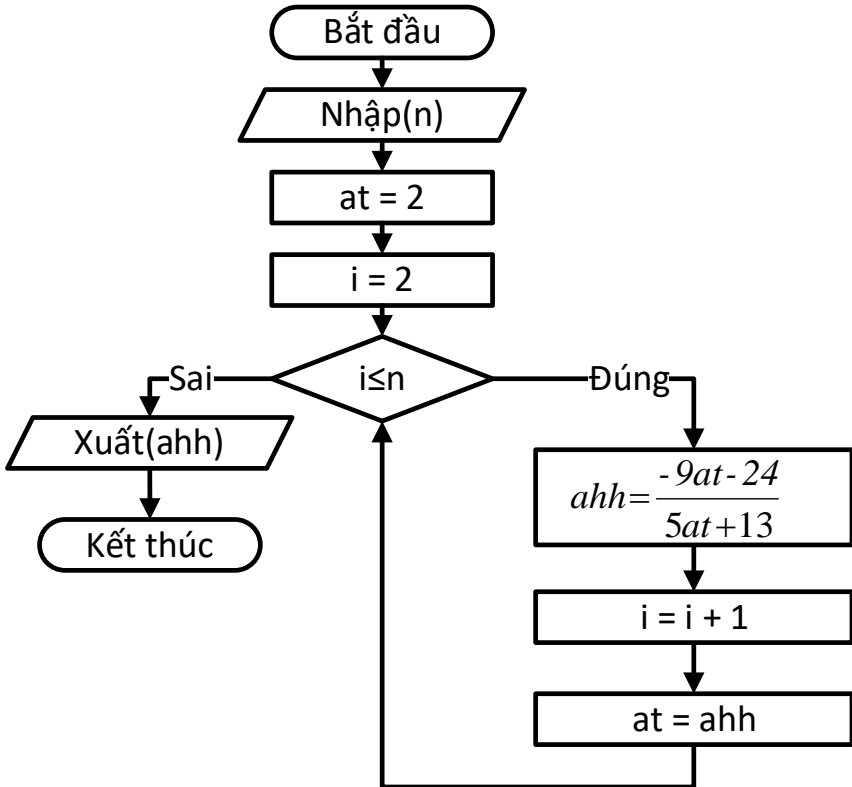 Bắt đầu
Nhập(n)
at = 2
i = 2
i≤n
Sai
Đúng
Xuất(ahh)
Kết thúc
ahh=
-9at-24
5at+13
i = i + 1
at = ahh